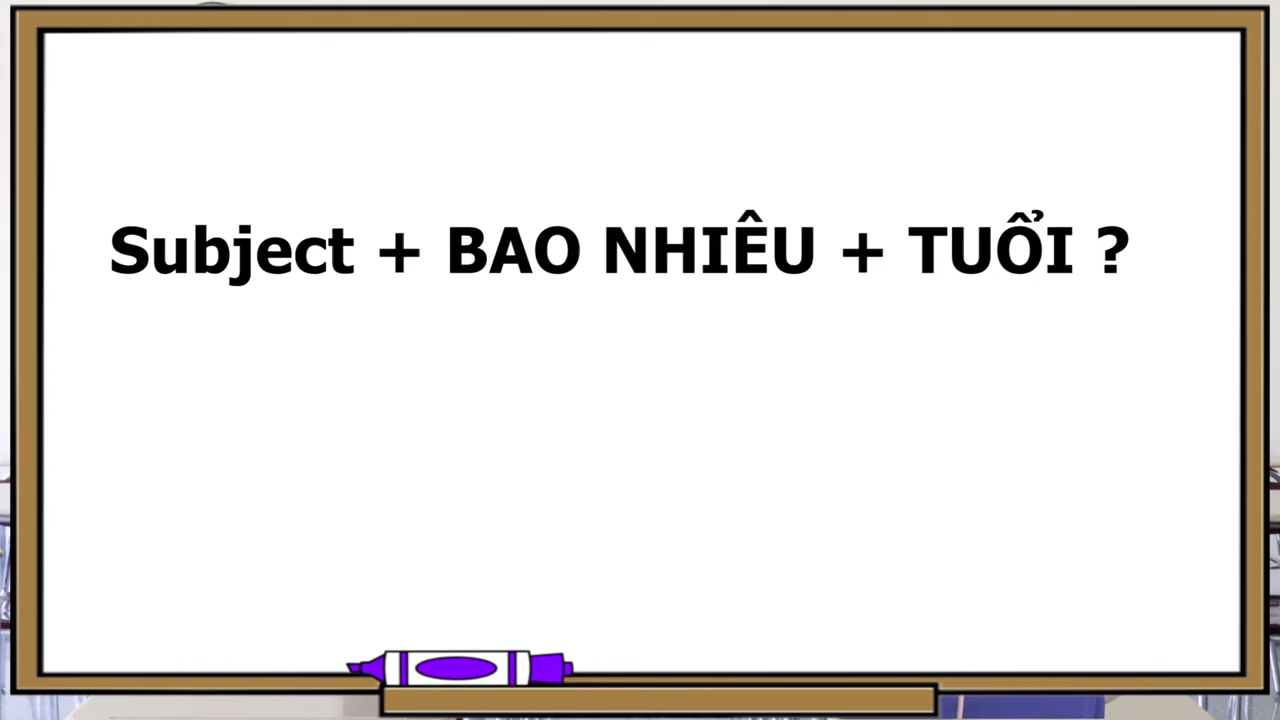 Subject + BAO NHIÊU + TUỔI ?